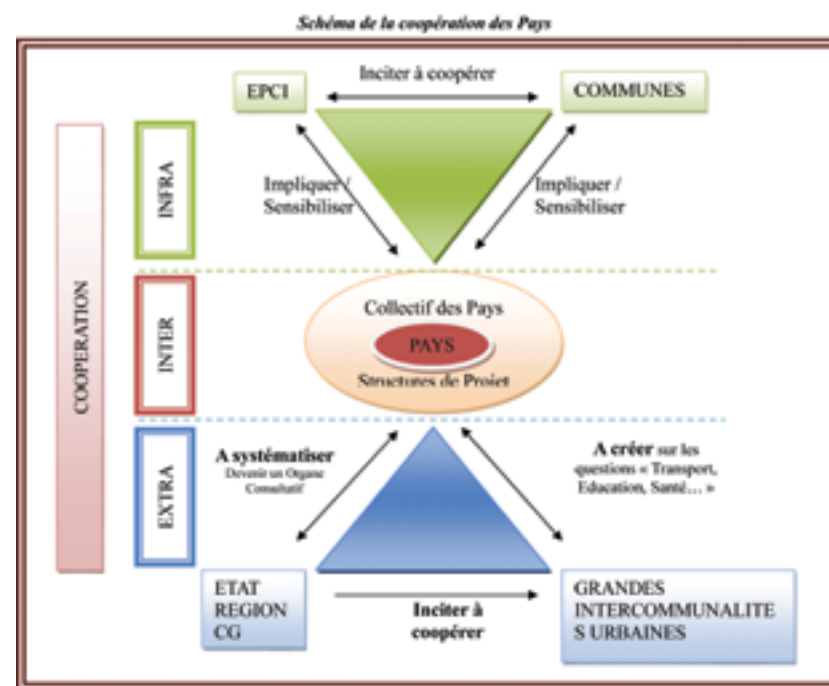 Schéma de la coopération des Pays
EPCI
Inciter à coopérer
COMMUNES
COOPERATION
INFRA
Impliquer /
Sensibiliser
Impliquer /
Sensibiliser
INTER
Collectif des Pays
PAYS
Structures de Projet
EXTRA
A systématiser
Devenir un Organe
Consultatif
A créer sur les
questions « Transport,
Education, Santé… »
ETAT
REGION
CG
Inciter à
coopérer
GRANDES
INTERCOMMUNALITE
S URBAINES